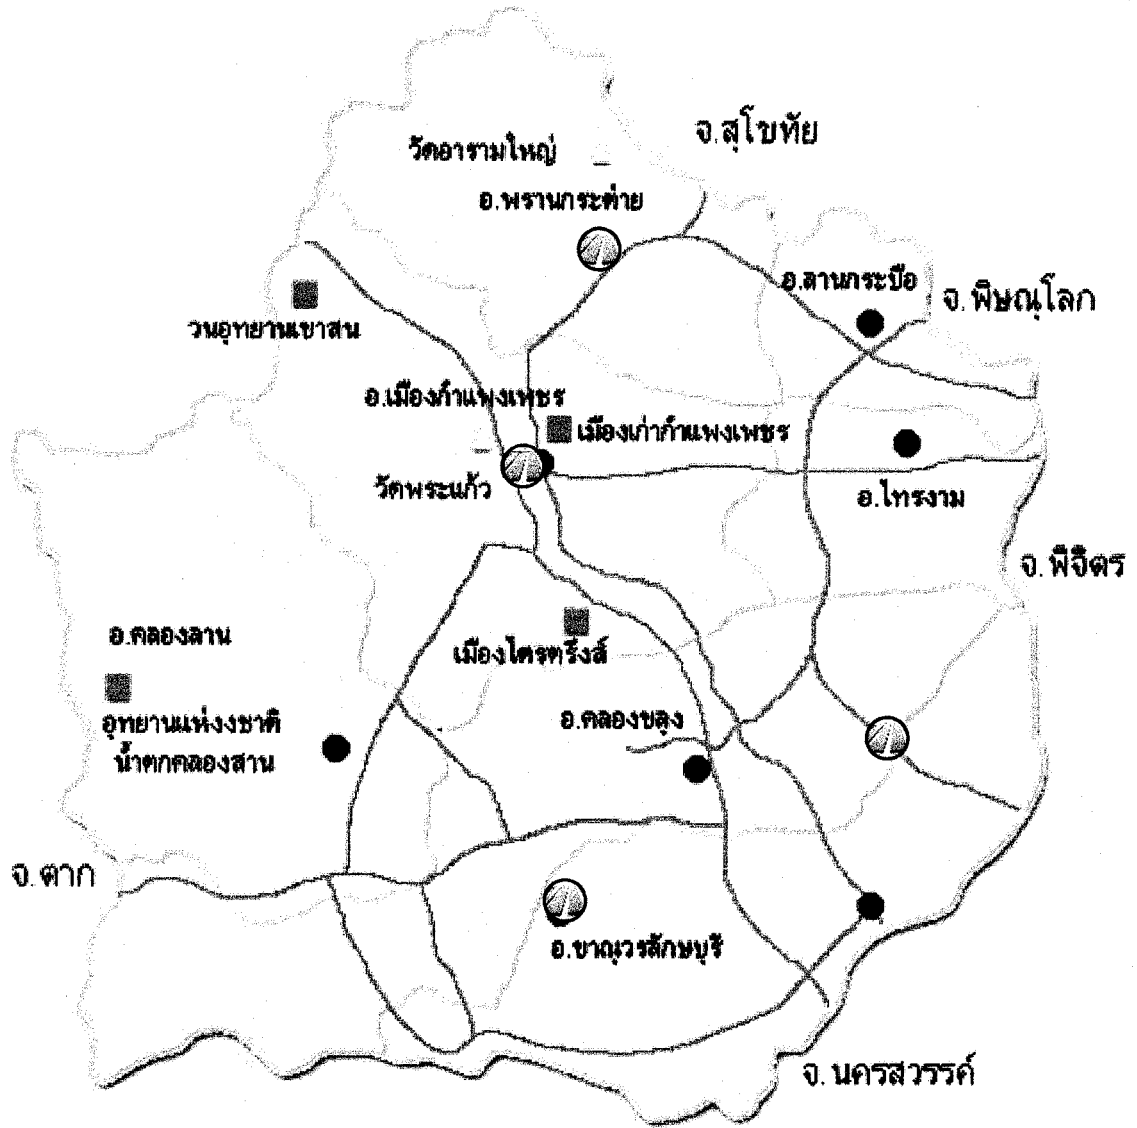 จ.สุโขทัย
วัดอารามใหญ่
อ.พรานกระต่าย
อ.ลานกระบือ
จ.พิษณุโลก
วนอุทยานเขาสน
อ.เมืองกำแพงเพชร
เมืองเก่ากำแพงเพชร
วัดพระแก้ว
อ.ไทรงาม
จ.พิจิตร
อ.คลองลาน
เมืองไตรตรึงส์
อุทยานแห่งงชาติ
น้ำตกคลองสาน
อ.คลองขลุง
จ.ตาก
อ.ขาณุวรลักษบุรี
จ.นครสวรรค์